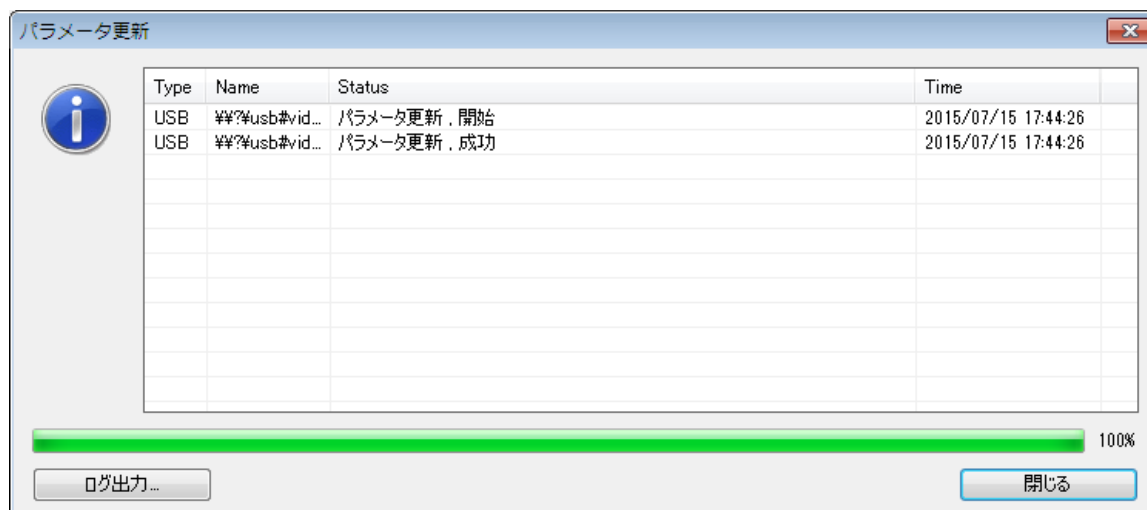 パラメータ更新
Type Name Status Time
USB ¥¥?¥usb#vid... パラメータ更新 , 開始 2015/07/15 17:44:26
USB ¥¥?¥usb#vid... パラメータ更新 , 成功 2015/07/15 17:44:26
100%
ログ出力... 閉じる